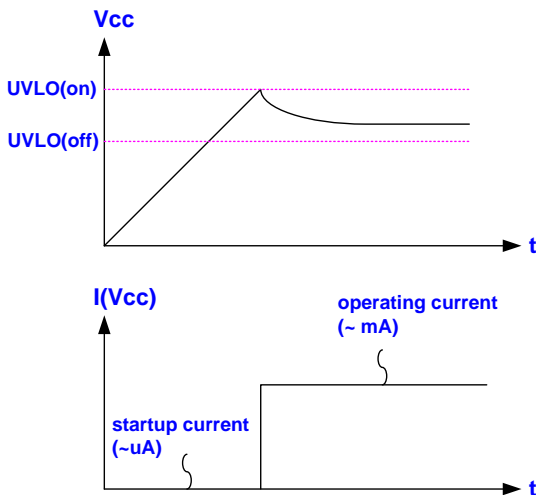 Vcc
UVLO(on)
UVLO(off)
t
I(Vcc)
operating current
(~ mA)
startup current
(~uA)
t